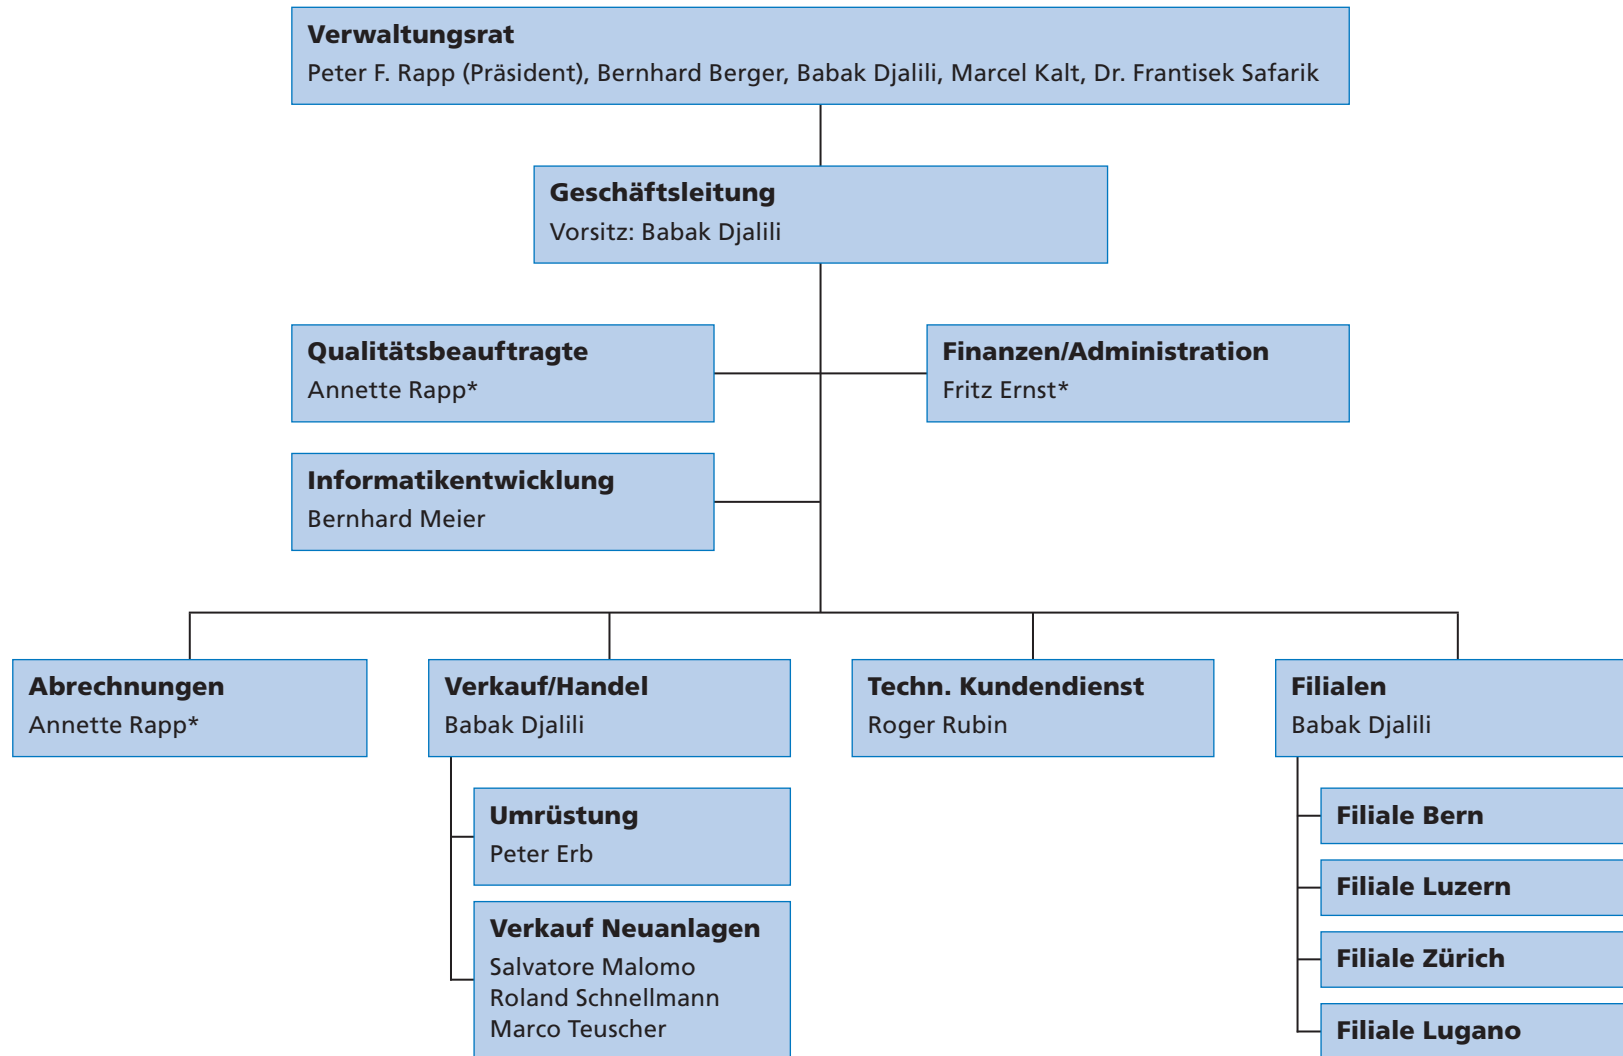 Verwaltungsrat
Peter F. Rapp (Präsident), Bernhard Berger, Babak Djalili, Marcel Kalt, Dr. Frantisek Safarik
Geschäftsleitung
Vorsitz: Babak Djalili
Qualitätsbeauftragte
Annette Rapp*
Finanzen/Administration
Fritz Ernst*
Informatikentwicklung
Bernhard Meier
Abrechnungen
Annette Rapp*
Verkauf/Handel
Babak Djalili
Umrüstung
Peter Erb
Verkauf Neuanlagen
Salvatore Malomo
Roland Schnellmann
Marco Teuscher
Techn. Kundendienst
Roger Rubin
Filialen
Babak Djalili
Filiale Bern
Filiale Luzern
Filiale Zürich
Filiale Lugano